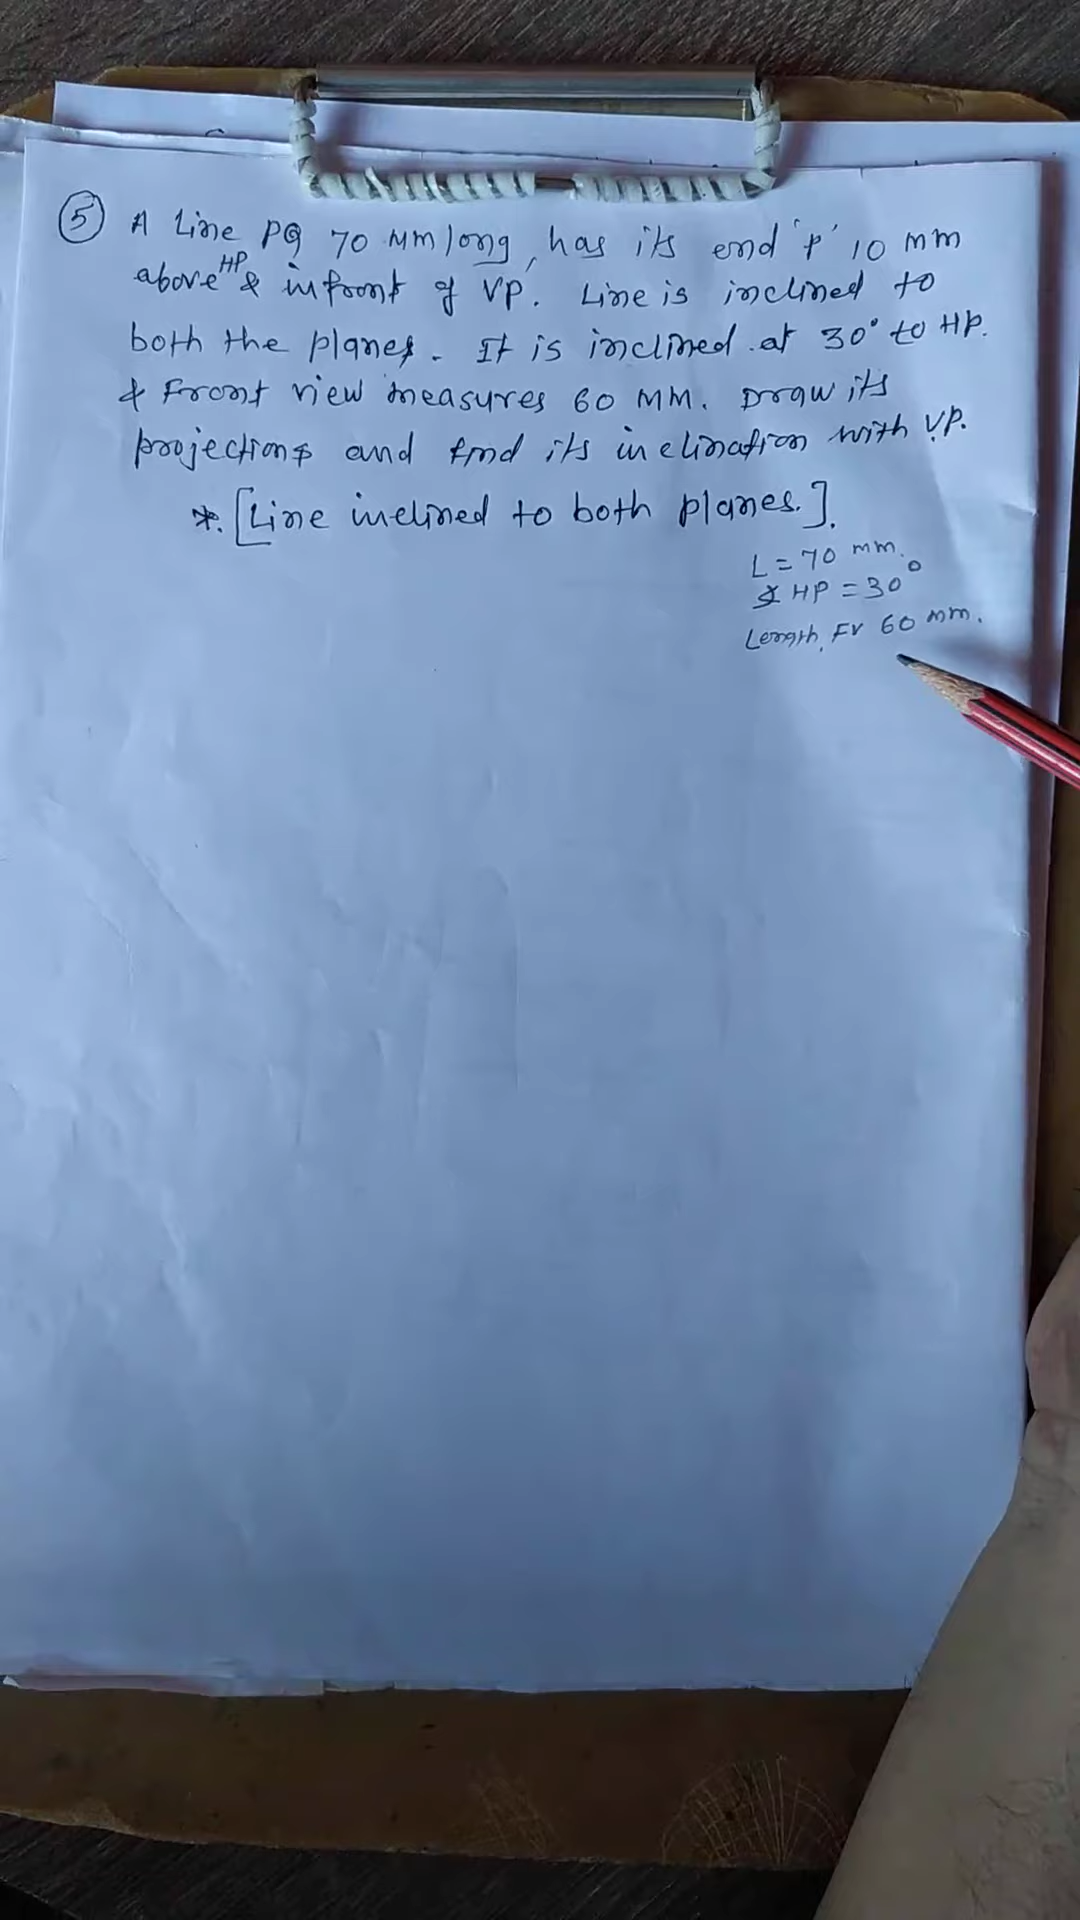 5 A Line PQ 70 MM long, has its end 'P' 10 mm
above HP & infront of VP. Line is inclined to
both the planes. It is inclined at 30° to HP.
& Front view measures 60 MM. Draw its
projections and find its inclination with VP.
*. [Line inclined to both planes.].
L = 70 mm.
∡ HP = 30°
Length, FV 60 mm.